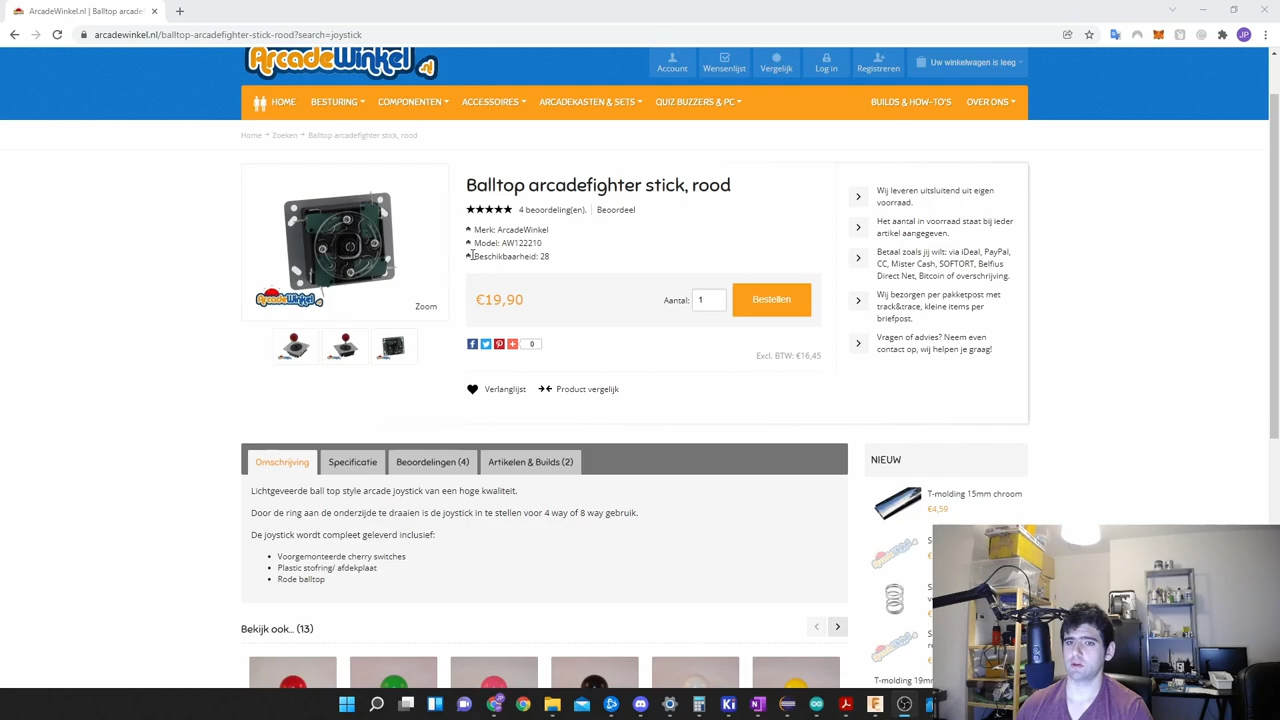 ArcadeWinkel.nl | Balltop arcade
arcadewinkel.nl/balltop-arcadefighter-stick-rood?search=joystick
JP
ArcadeWinkel.nl
Account
Wensenlijst
Vergelijk
Log in
Registreren
Uw winkelwagen is leeg
HOME
BESTURING
COMPONENTEN
ACCESSOIRES
ARCADEKASTEN & SETS
QUIZ BUZZERS & PC
BUILDS & HOW-TO'S
OVER ONS
Home
Zoeken
Balltop arcadefighter stick, rood
Balltop arcadefighter stick, rood
4 beoordeling(en).
Beoordeel
Merk: ArcadeWinkel
Model: AW122210
Beschikbaarheid: 28
ArcadeWinkel
Zoom
€19,90
Aantal:
1
Bestellen
0
Excl. BTW: €16,45
Verlanglijst
Product vergelijk
Wij leveren uitsluitend uit eigen
voorraad.
Het aantal in voorraad staat bij ieder
artikel aangegeven.
Betaal zoals jij wilt: via iDeal, PayPal,
CC, Mister Cash, SOFTORT, Belfius
Direct Net, Bitcoin of overschrijving.
Wij bezorgen per pakketpost met
track&trace, kleine items per
briefpost.
Vragen of advies? Neem even
contact op, wij helpen je graag!
Omschrijving
Specificatie
Beoordelingen (4)
Artikelen & Builds (2)
Lichtgeveerde ball top style arcade joystick van een hoge kwaliteit.
Door de ring aan de onderzijde te draaien is de joystick in te stellen voor 4 way of 8 way gebruik.
De joystick wordt compleet geleverd inclusief:
Voorgemonteerde cherry switches
Plastic stofring/ afdekplaat
Rode balltop
NIEUW
T-molding 15mm chroom
€4,59
T-molding 19mm
Bekijk ook... (13)